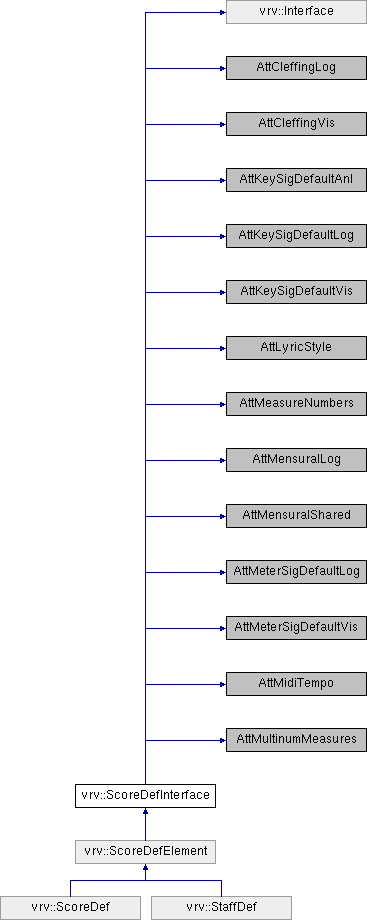 vrv::Interface
AttCleffingLog
AttCleffingVis
AttKeySigDefaultAnl
AttKeySigDefaultLog
AttKeySigDefaultVis
AttLyricStyle
AttMeasureNumbers
AttMensuralLog
AttMensuralShared
AttMeterSigDefaultLog
AttMeterSigDefaultVis
AttMidiTempo
AttMultinumMeasures
vrv::ScoreDefInterface
vrv::ScoreDefElement
vrv::ScoreDef
vrv::StaffDef